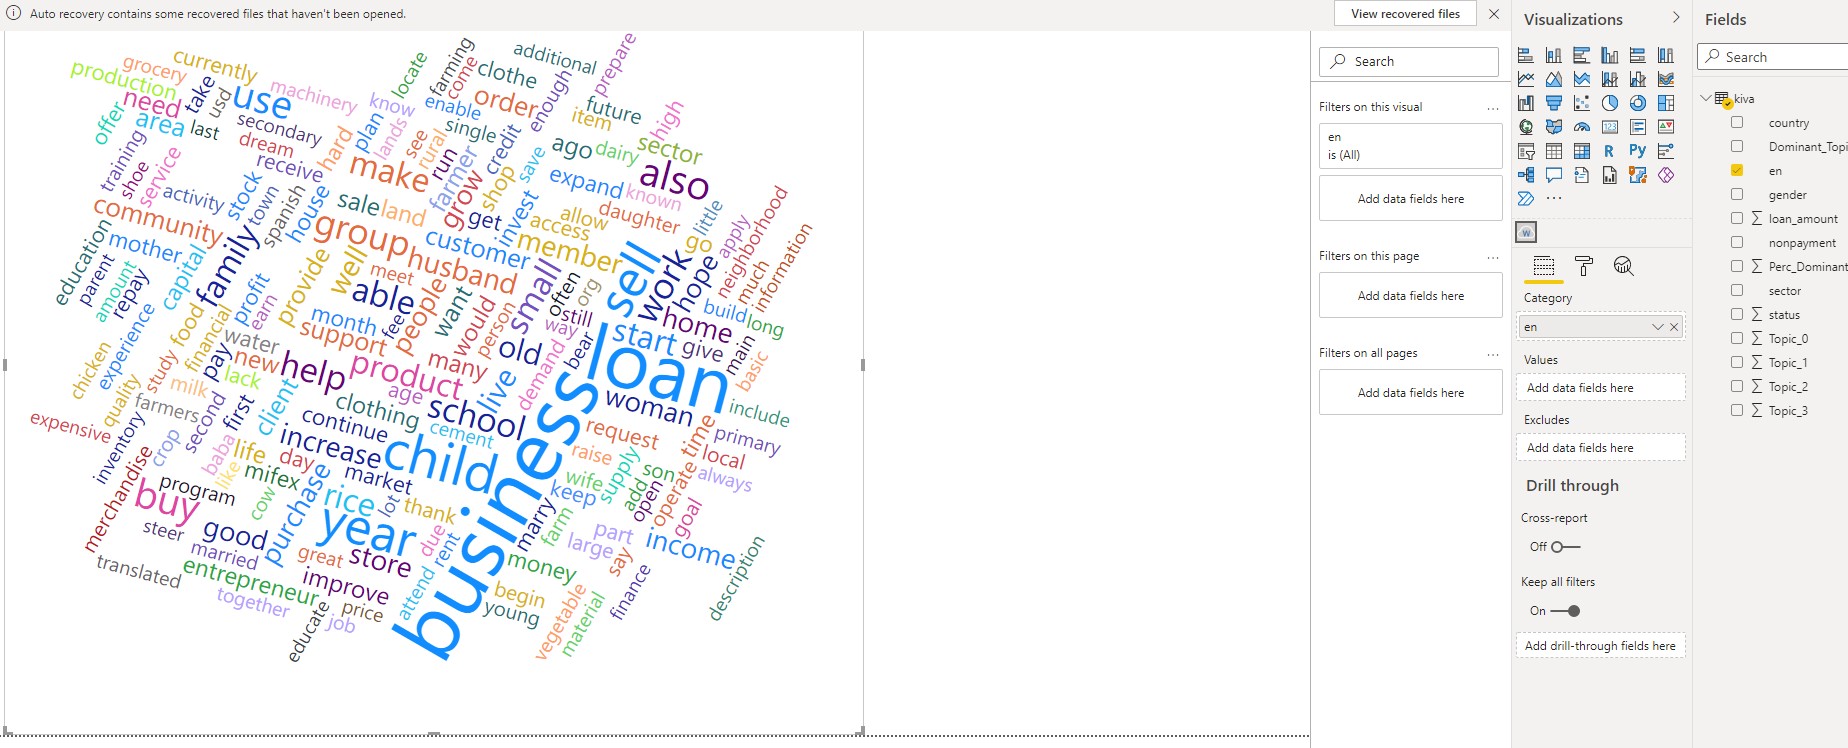 Auto recovery contains some recovered files that haven't been opened.
View recovered files
currently
grocery
production
need
take
usd
use
machinery
offer
area
last
secondary
dream
receive
training
shoe
service
activity
stock
town
spanish
house
hard
plan
know
lands
locate
farming
come
enable
single
see
rural
run
farmer
clothe
order
credit
additional
enough
prepare
future
item
high
ago
dairy
sector
save
shop
grow
make
sale
land
get
invest
expand
known
also
allow
access
daughter
little
apply
neighborhood
information
much
community
mother
education
parent
amount
repay
capital
family
group
husband
customer
member
go
sell
work
hope
build
long
home
experience
food
financial
profit
earn
provide
well
meet
able
people
want
would
person
small
often
org
still
way
bear
start
give
main
basic
loan
month
fee
support
water
new
pay
study
milk
lack
help
product
many
old
demand
live
age
chicken
quality
farmers
second
first
client
clothing
continue
school
cement
business
woman
include
expensive
inventory
crop
baba
like
life
day
increase
child
market
request
raise
time
primary
local
always
merchandise
buy
program
mifex
cow
purchase
rice
lot
thank
year
wife
keep
supply
son
add
open
operate
goal
steer
good
married
great
store
due
rent
marry
farm
part
large
say
income
translated
entrepreneur
together
improve
price
job
educate
attend
money
begin
young
vegetable
material
finance
description
Search
Filters on this visual
...
en
is (All)
Add data fields here
Filters on this page
...
Add data fields here
Filters on all pages
...
Add data fields here
Visualizations
R
Py
123
...
Category
en
Values
Add data fields here
Excludes
Add data fields here
Drill through
Cross-report
Off
Keep all filters
On
Add drill-through fields here
Fields
Search
kiva
country
Dominant_Topi
en
gender
∑ loan_amount
nonpayment
∑ Perc_Dominant
sector
∑ status
∑ Topic_0
∑ Topic_1
∑ Topic_2
∑ Topic_3